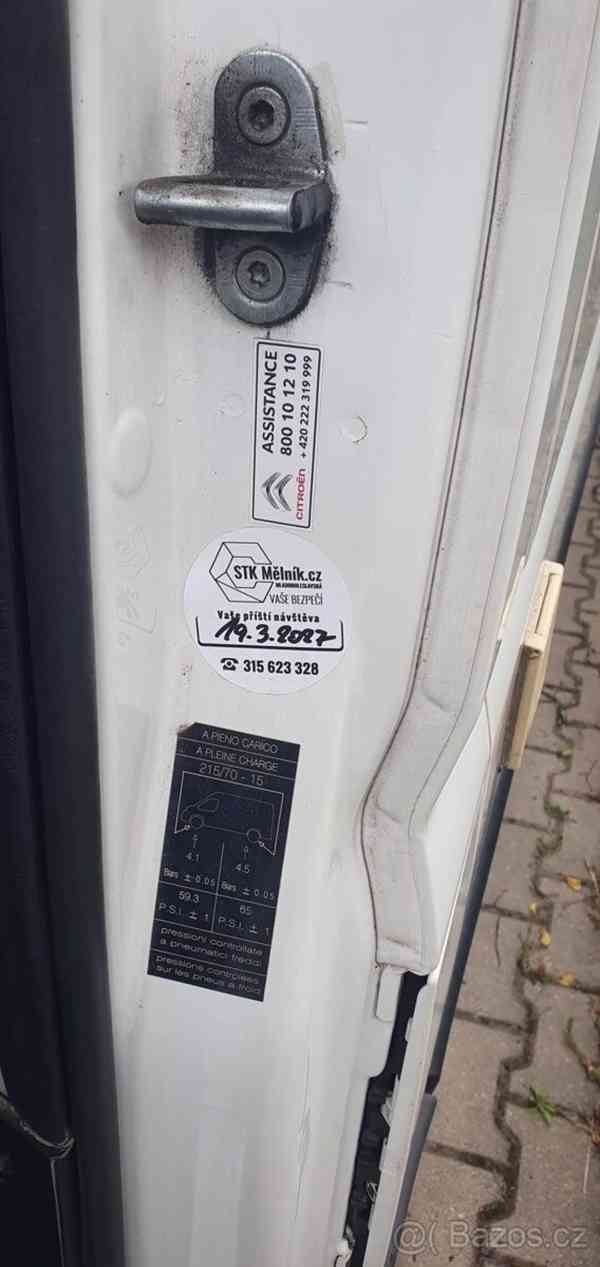 ASSISTANCE
800 10 12 10
+ 420 222 319 999
CITROËN
STK Mělník.cz
MLADOBOLESLAVSKÁ
VAŠE BEZPEČÍ
Vaše příští návštěva
19.3.2027
☎ 315 623 328
A PIENO CARICO
A PLEINE CHARGE
215/70 - 15
4.1 4.5
Bars ± 0.05 Bars ± 0.05
59.3 65
P.S.I. ± 1 P.S.I. ± 1
pressioni controllate
a pneumatici freddi
pressions contrôlées
sur les pneus à froid
@( Bazos.cz